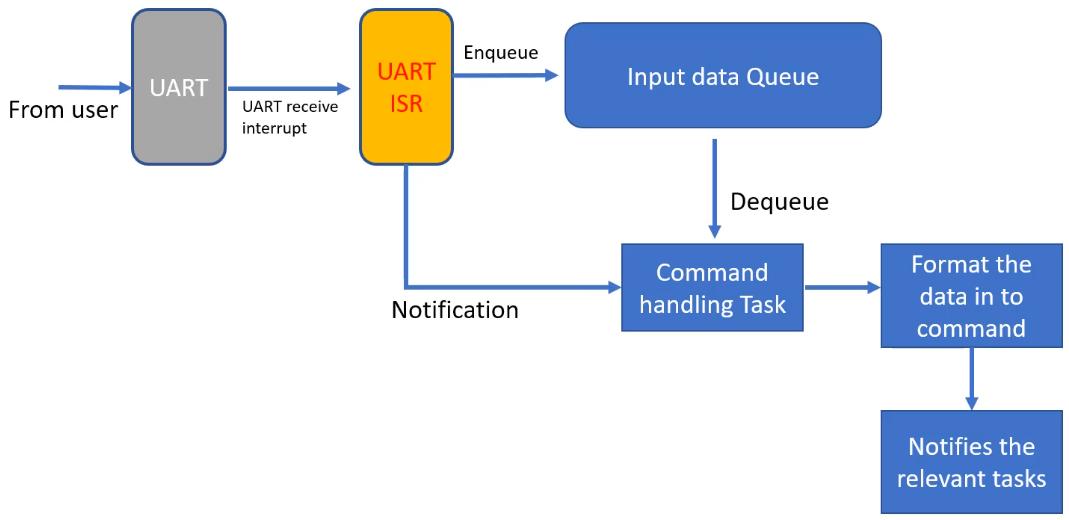 From user
UART
UART receive
interrupt
UART
ISR
Enqueue
Input data Queue
Dequeue
Notification
Command
handling Task
Format the
data in to
command
Notifies the
relevant tasks